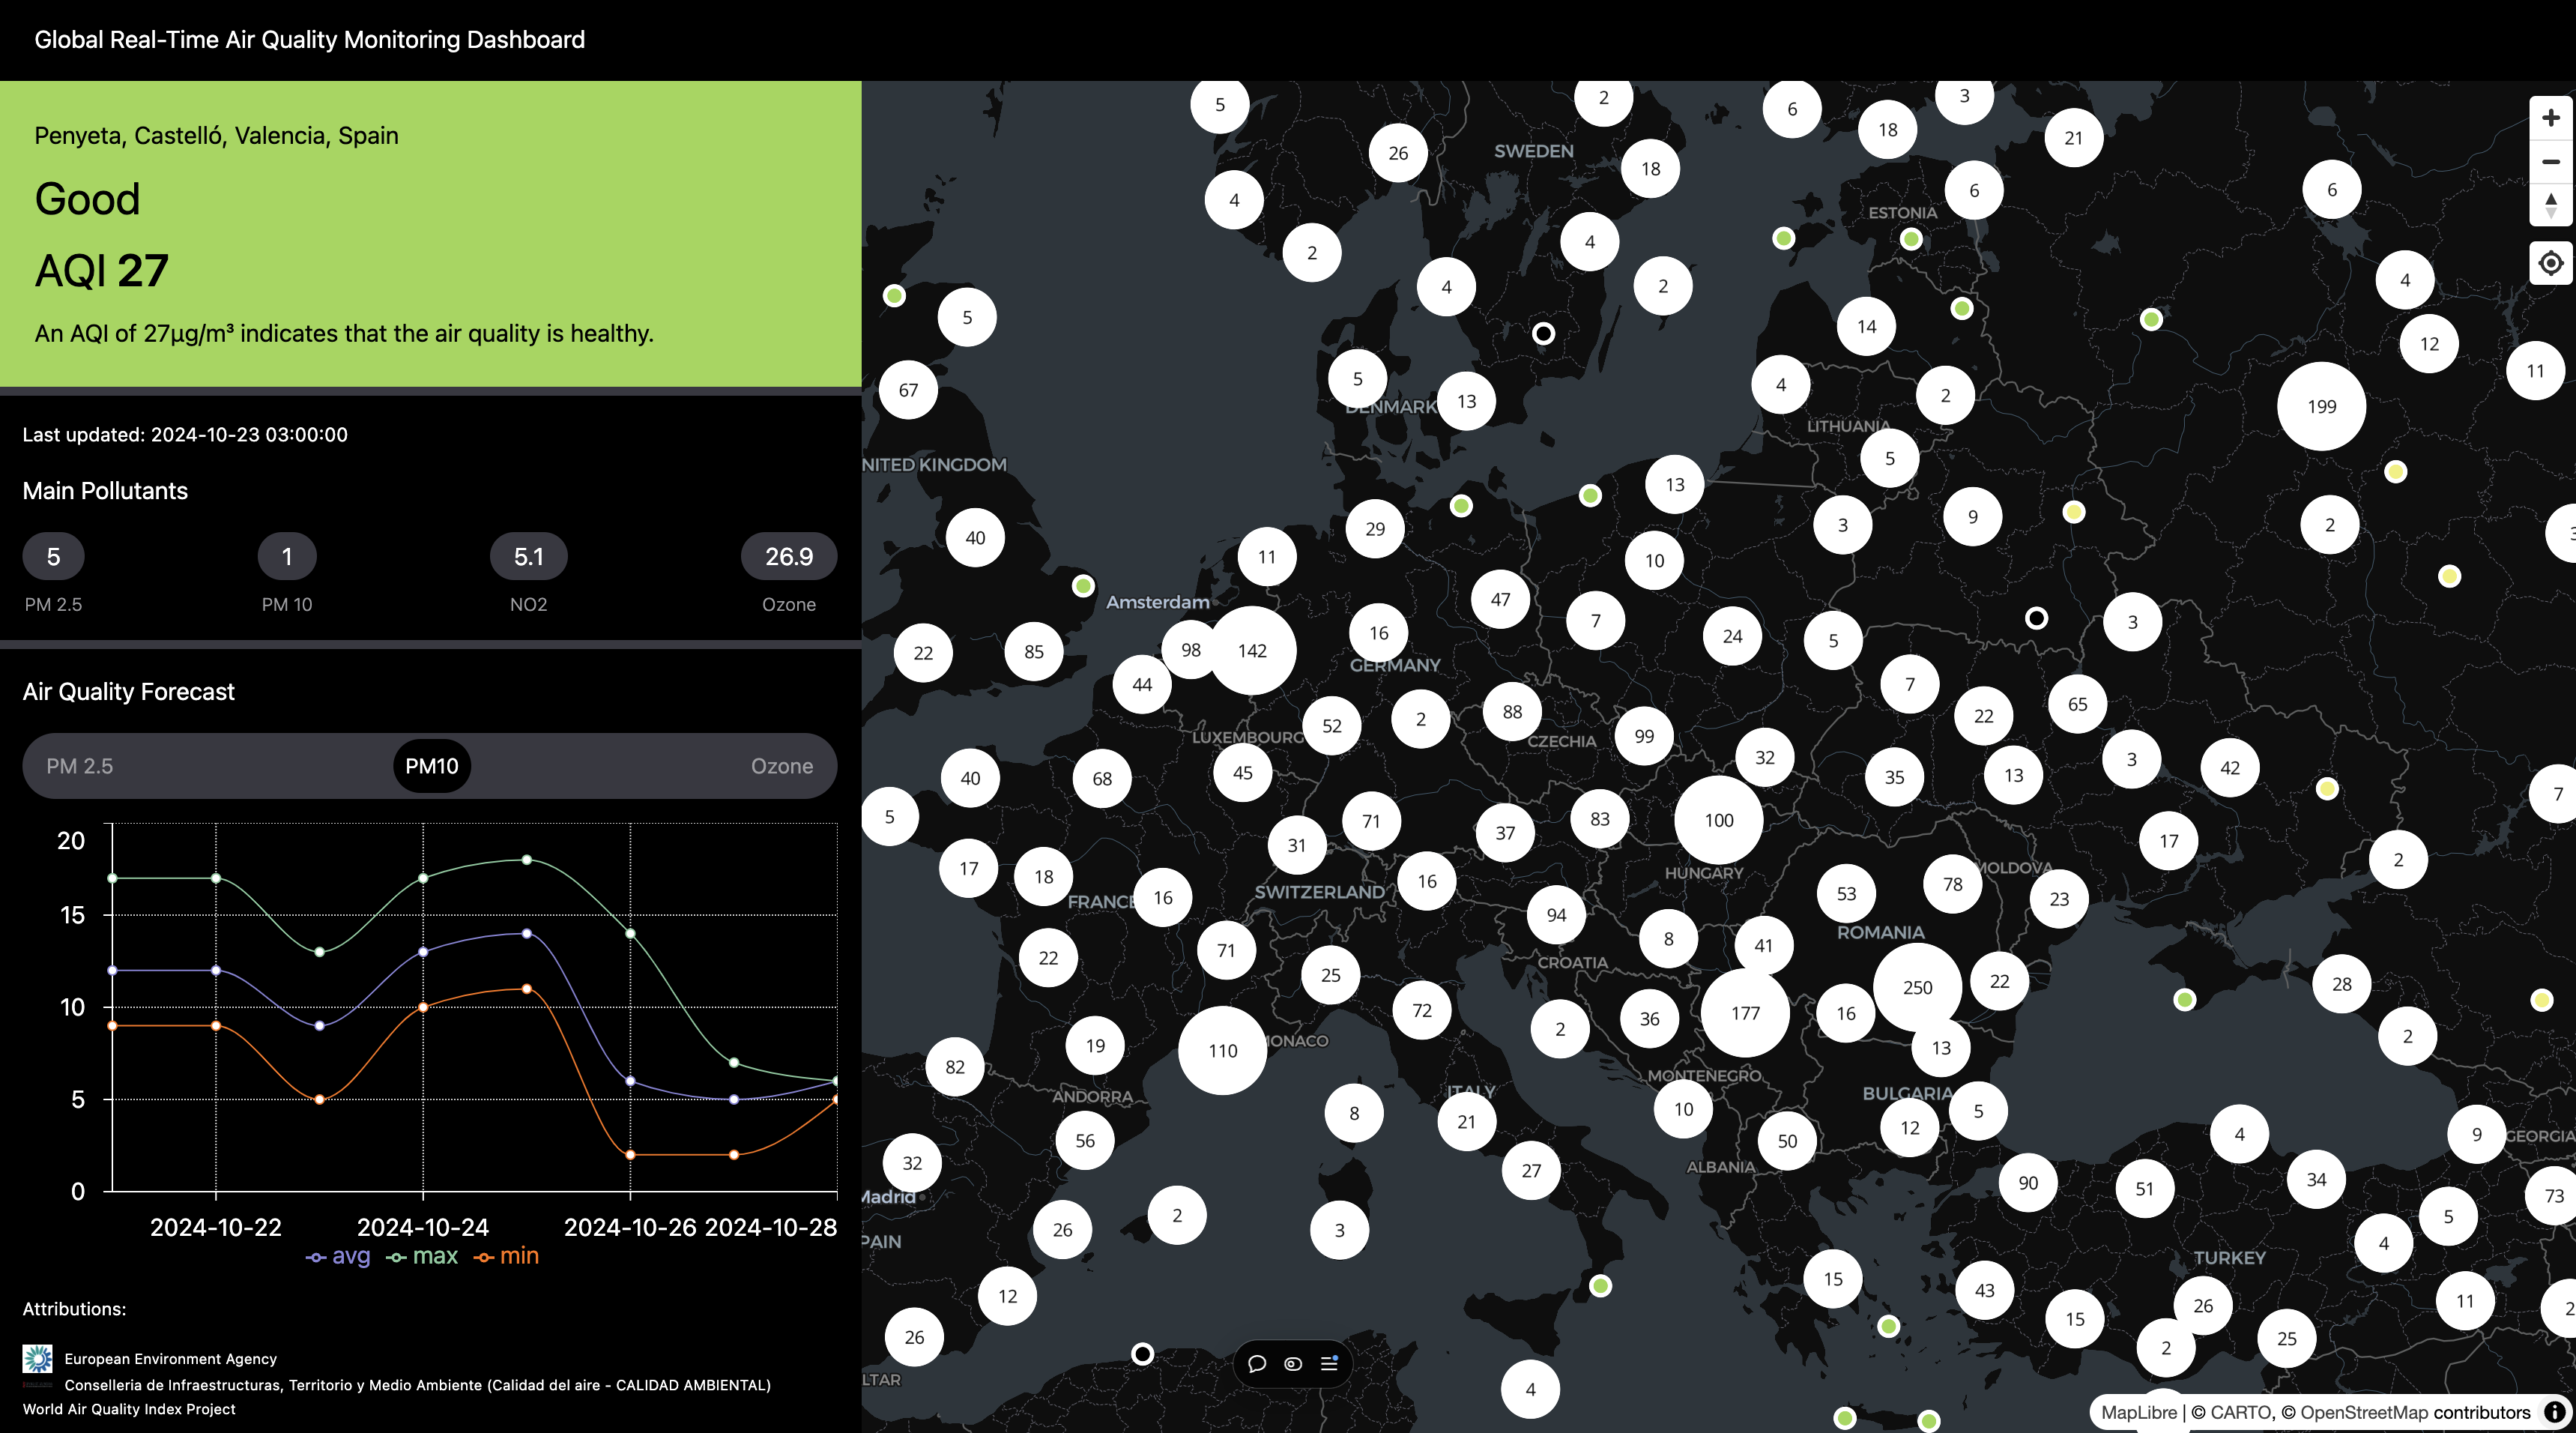 Global Real-Time Air Quality Monitoring Dashboard
Penyeta, Castelló, Valencia, Spain
Good
AQI 27
An AQI of 27µg/m³ indicates that the air quality is healthy.
Last updated: 2024-10-23 03:00:00
Main Pollutants
5 1 5.1 26.9
PM 2.5 PM 10 NO2 Ozone
Air Quality Forecast
PM 2.5 PM10 Ozone
20
15
10
5
0
2024-10-22 2024-10-24 2024-10-26 2024-10-28
avg max min
Attributions:
European Environment Agency
Conselleria de Infraestructuras, Territorio y Medio Ambiente (Calidad del aire - CALIDAD AMBIENTAL)
World Air Quality Index Project
5 2 6 18 3 21
26 SWEDEN 18 6 6
4 ESTONIA
2 4 4 2 4
5 14 12
67 5 DENMARK 13 4 2 11 199
LITHUANIA
NITED KINGDOM 5
13
40 11 29 10 3 9 2
Amsterdam 47
22 85 98 142 16 7 24 5 3
GERMANY
44 7
52 2 88 22 65
LUXEMBOURG CZECHIA 99
40 68 45 32 35 13 3 42
5 71 37 83 100 7
31 17
17 18 16 HUNGARY MOLDOVA 2
FRANCE 16 SWITZERLAND 53 78 23
94 ROMANIA
22 71 25 8 41
CROATIA
250 22 28
72 2 36 177 16
19 110 MONACO 13 2
82 MONTENEGRO
ANDORRA ITALY BULGARIA
8 21 10 12 5 4 9 GEORGIA
56 50
32 27 ALBANIA
Madrid 90 51 34 73
26 2 3 5
PAIN 4
TURKEY
12 15 43 26 11
26 15 2 25
LTAR 4
MapLibre | © CARTO, © OpenStreetMap contributors